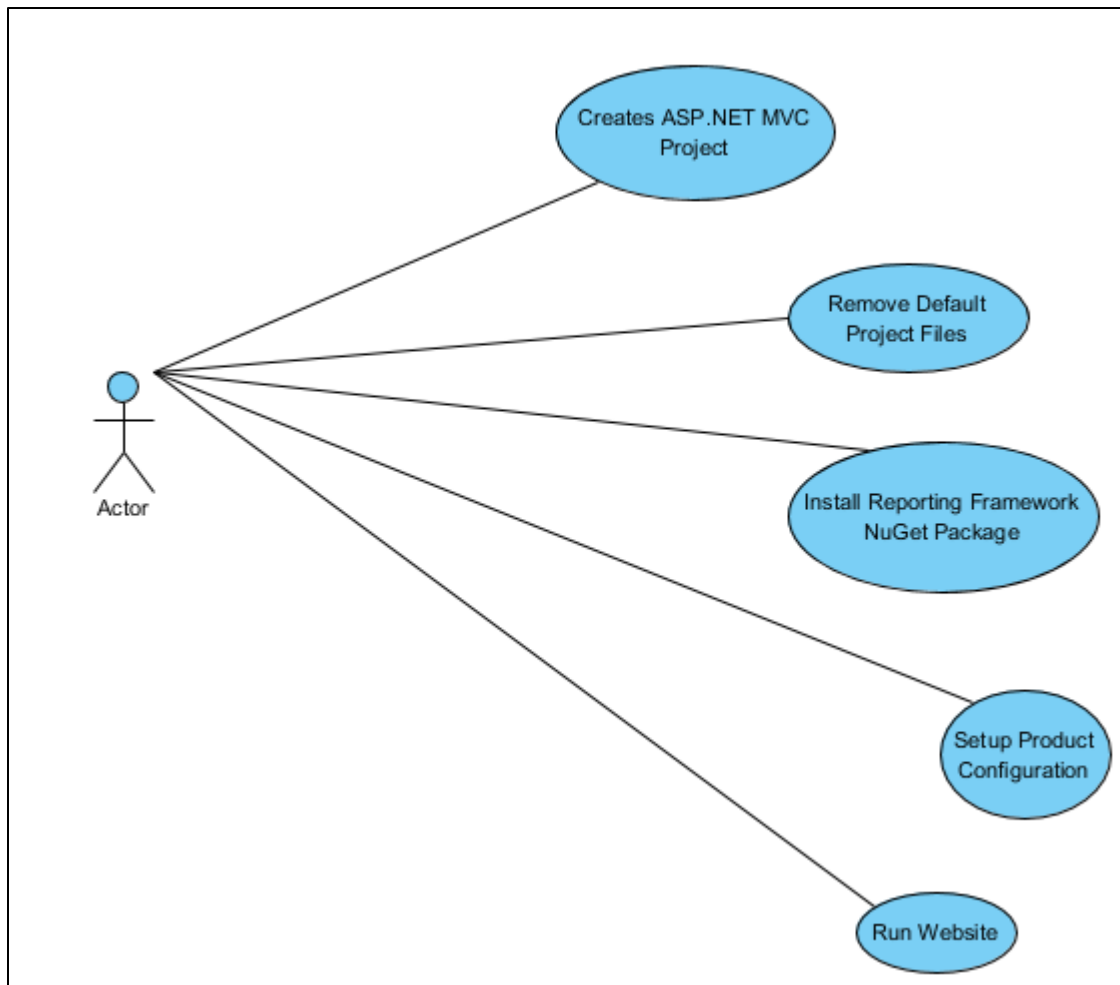 Creates ASP.NET MVC
Project
Remove Default
Project Files
Actor
Install Reporting Framework
NuGet Package
Setup Product
Configuration
Run Website